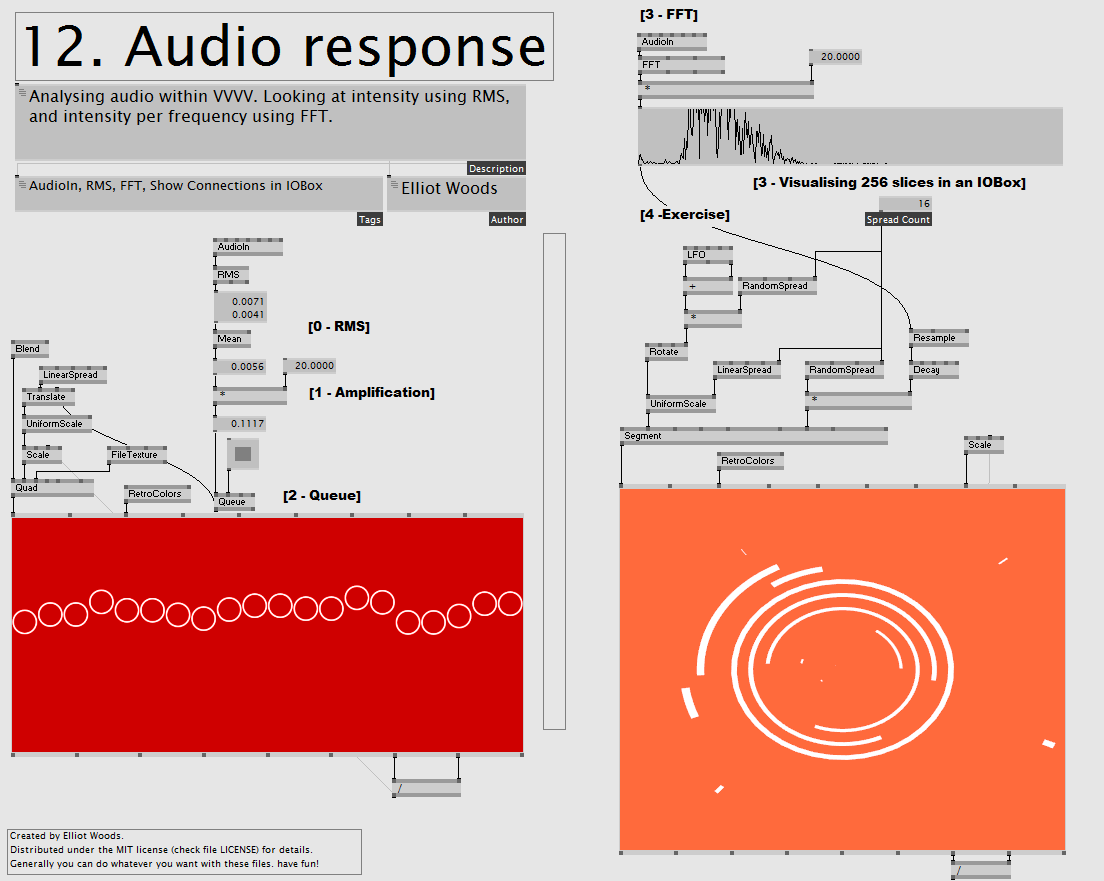 12. Audio response
Analysing audio within VVVV. Looking at intensity using RMS,
and intensity per frequency using FFT.
Description
AudioIn, RMS, FFT, Show Connections in IOBox
Tags
Elliot Woods
Author
AudioIn
RMS
0.0071
0.0041
[0 - RMS]
Mean
0.0056
20.0000
*
[1 - Amplification]
0.1117
Blend
LinearSpread
Translate
UniformScale
Scale
FileTexture
Quad
RetroColors
Queue
[2 - Queue]
/
Created by Elliot Woods.
Distributed under the MIT license (check file LICENSE) for details.
Generally you can do whatever you want with these files. have fun!
[3 - FFT]
AudioIn
FFT
20.0000
*
[3 - Visualising 256 slices in an IOBox]
16
Spread Count
[4 -Exercise]
LFO
+
RandomSpread
*
Rotate
Resample
LinearSpread
RandomSpread
Decay
UniformScale
*
Segment
Scale
RetroColors
/